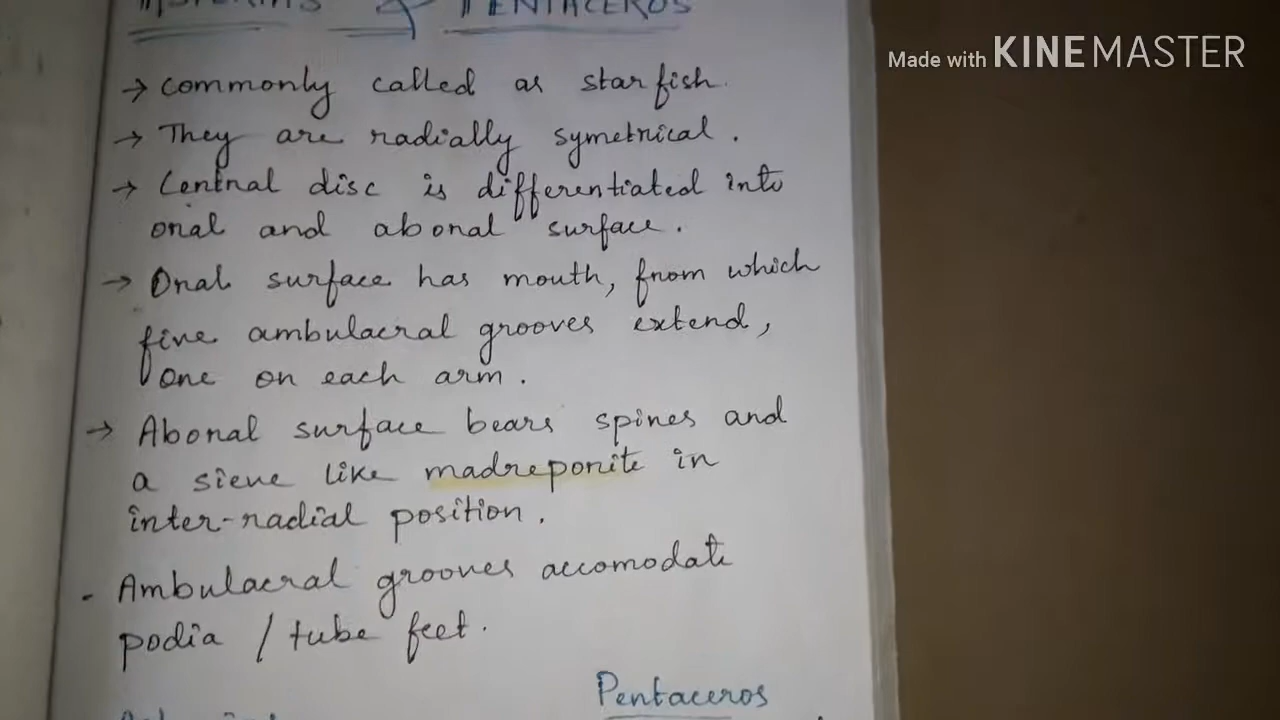 Made with KINEMASTER
& PENTACEROS
→ Commonly called as star fish.
→ They are radially symetrical.
→ Central disc is differentiated into
oral and aboral surface.
→ Oral surface has mouth, from which
five ambulacral grooves extend,
one on each arm.
→ Aboral surface bears spines and
a sieve like madreporite in
inter-radial position.
- Ambulacral grooves accomodate
podia / tube feet.
Pentaceros